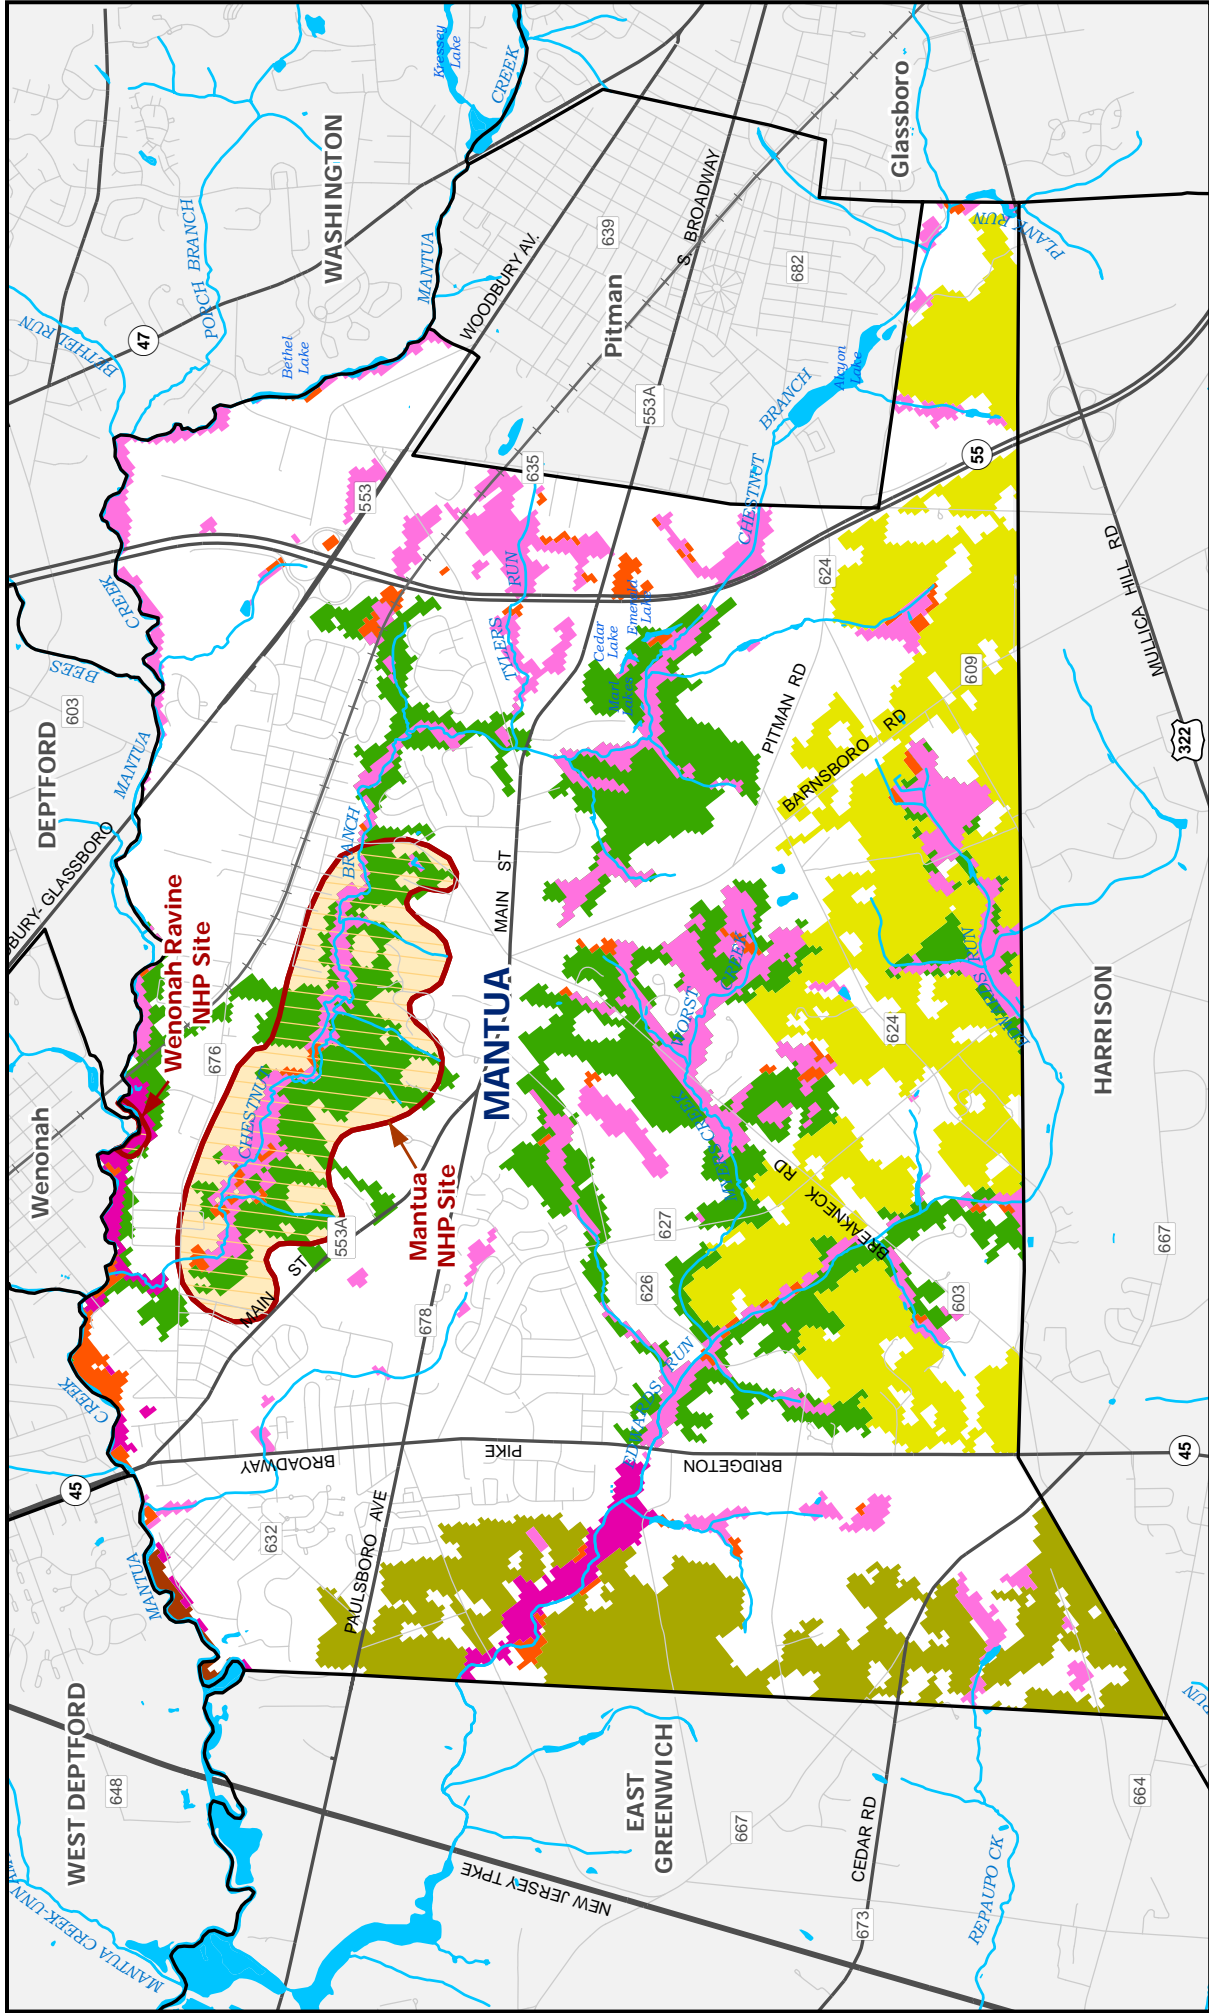 Kressey
Lake
CREEK
WASHINGTON
PORCH BRANCH
BETHEL RUN
47
Bethel
Lake
MANTUA
WOODBURY AV.
Glassboro
S. BROADWAY
639
682
Pitman
553A
PLANK RUN
Alcyon
Lake
CHESTNUT
BRANCH
55
635
553
MULLICA HILL RD
322
CREEK
BEES
603
DEPTFORD
MANTUA
DBURY- GLASSBORO
TYLERS
RUN
Cedar
Lake
Emerald
Lake
Marl
Lakes
624
609
PITMAN RD
BARNSBORO RD
BRANCH
MAIN ST
Wenonah Ravine
NHP Site
676
Wenonah
CHESTNUT
MANTUA
Mantua
NHP Site
553A
MAIN ST
678
WORST
CREEK
MYERS CREEK
624
EDWARDS RUN
HARRISON
BREAKNECK RD
627
626
603
667
EDWARDS RUN
CREEK
45
BROADWAY
PIKE
BRIDGETON
45
632
PAULSBORO AVE
MANTUA
WEST DEPTFORD
648
EAST
GREENWICH
667
CEDAR RD
673
664
RUN
REPAUPO CK
NEW JERSEY TPKE
MANTUA CREEK-UNN